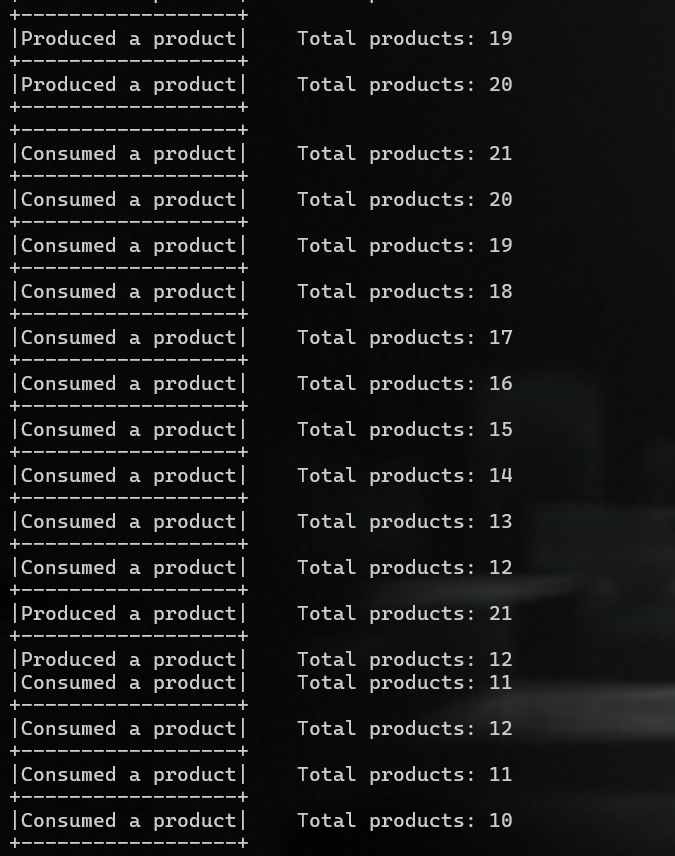 +------------------+
|Produced a product|    Total products: 19
+------------------+
|Produced a product|    Total products: 20
+------------------+
+------------------+
|Consumed a product|    Total products: 21
+------------------+
|Consumed a product|    Total products: 20
+------------------+
|Consumed a product|    Total products: 19
+------------------+
|Consumed a product|    Total products: 18
+------------------+
|Consumed a product|    Total products: 17
+------------------+
|Consumed a product|    Total products: 16
+------------------+
|Consumed a product|    Total products: 15
+------------------+
|Consumed a product|    Total products: 14
+------------------+
|Consumed a product|    Total products: 13
+------------------+
|Consumed a product|    Total products: 12
+------------------+
|Produced a product|    Total products: 21
+------------------+
|Produced a product|    Total products: 12
|Consumed a product|    Total products: 11
+------------------+
|Consumed a product|    Total products: 12
+------------------+
|Consumed a product|    Total products: 11
+------------------+
|Consumed a product|    Total products: 10
+------------------+